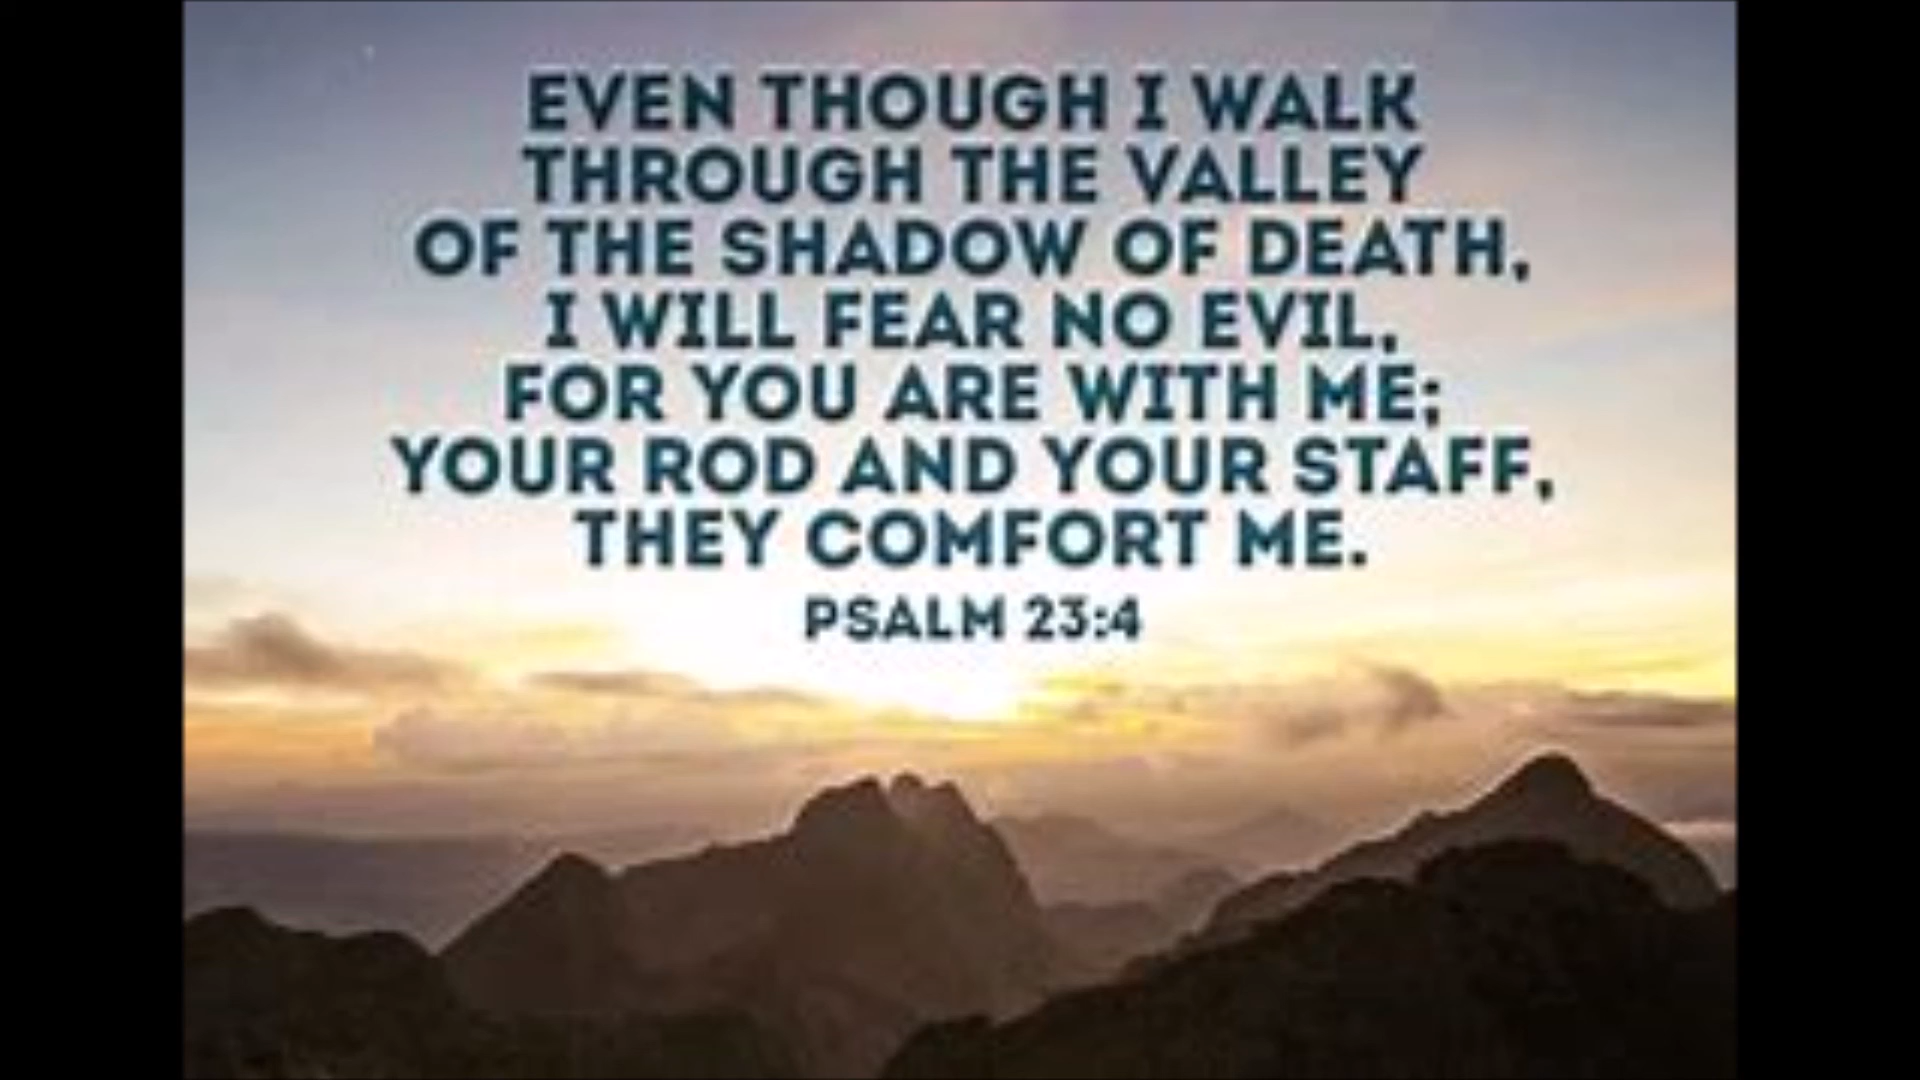 EVEN THOUGH I WALK
THROUGH THE VALLEY
OF THE SHADOW OF DEATH,
I WILL FEAR NO EVIL,
FOR YOU ARE WITH ME;
YOUR ROD AND YOUR STAFF,
THEY COMFORT ME.
PSALM 23:4